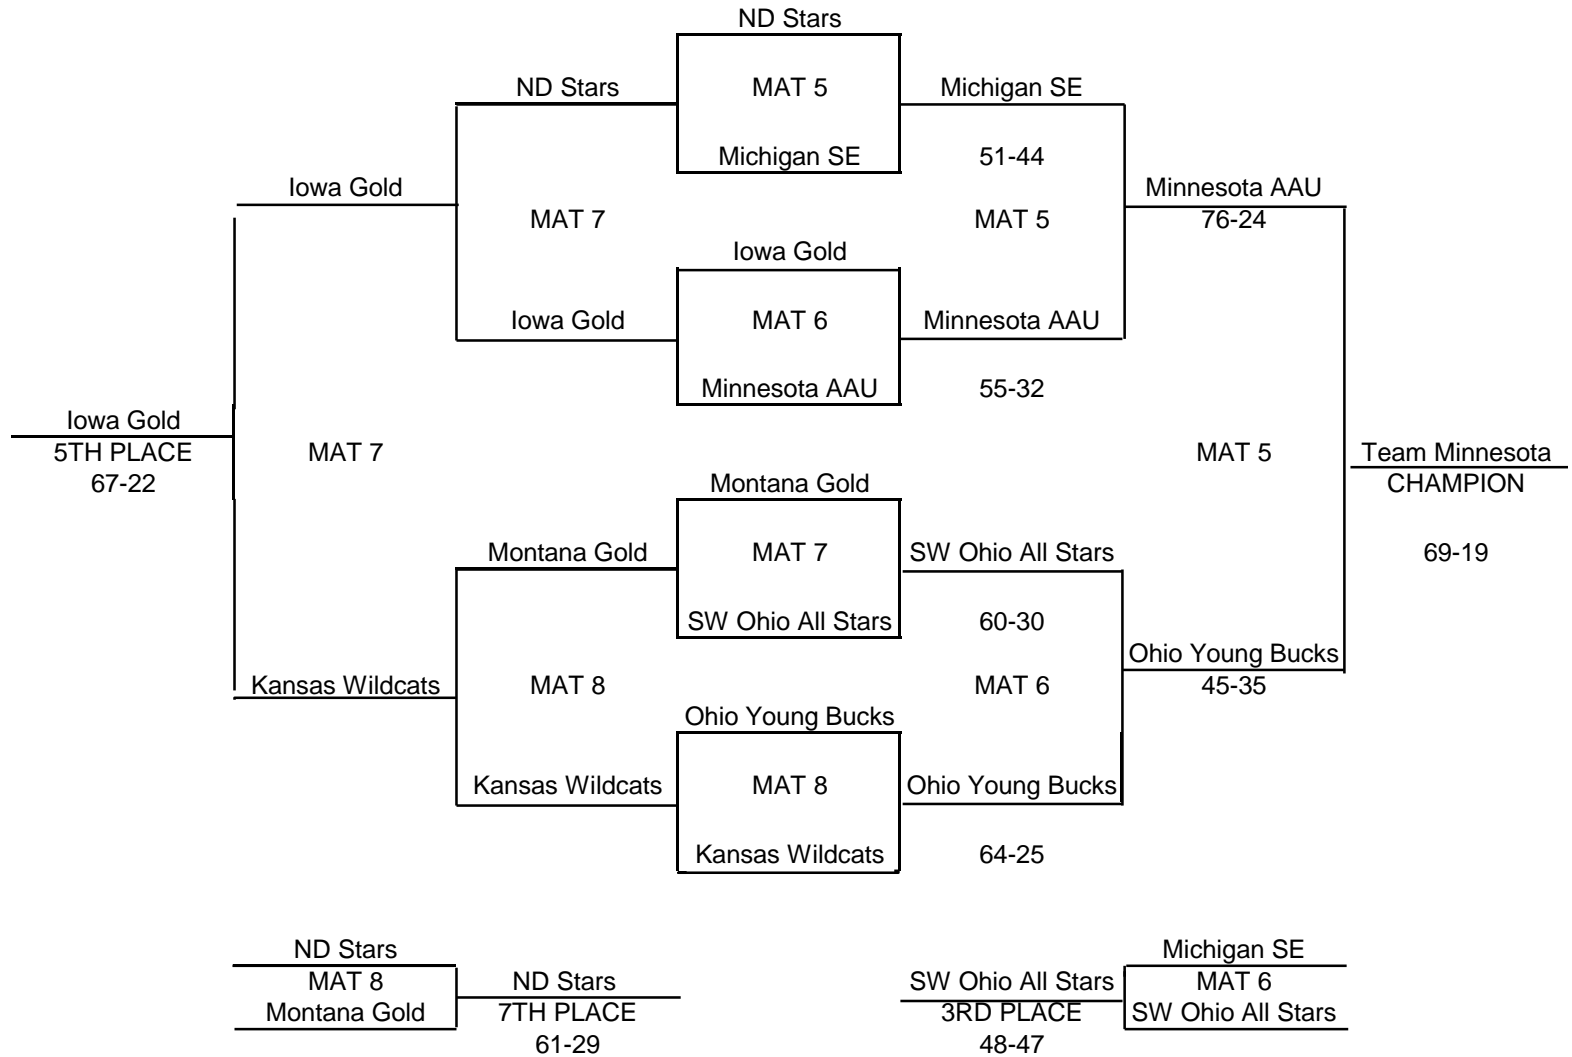 ND Stars
ND Stars MAT 5 Michigan SE
Michigan SE 51-44
Iowa Gold Minnesota AAU
MAT 7 MAT 5 76-24
Iowa Gold
Iowa Gold MAT 6 Minnesota AAU
Minnesota AAU 55-32
Iowa Gold
5TH PLACE MAT 7 MAT 5 Team Minnesota
67-22 Montana Gold CHAMPION
Montana Gold MAT 7 SW Ohio All Stars 69-19
SW Ohio All Stars 60-30
Ohio Young Bucks
Kansas Wildcats MAT 8 MAT 6 45-35
Ohio Young Bucks
Kansas Wildcats MAT 8 Ohio Young Bucks
Kansas Wildcats 64-25
ND Stars Michigan SE
MAT 8 ND Stars SW Ohio All Stars MAT 6
Montana Gold 7TH PLACE 3RD PLACE SW Ohio All Stars
61-29 48-47